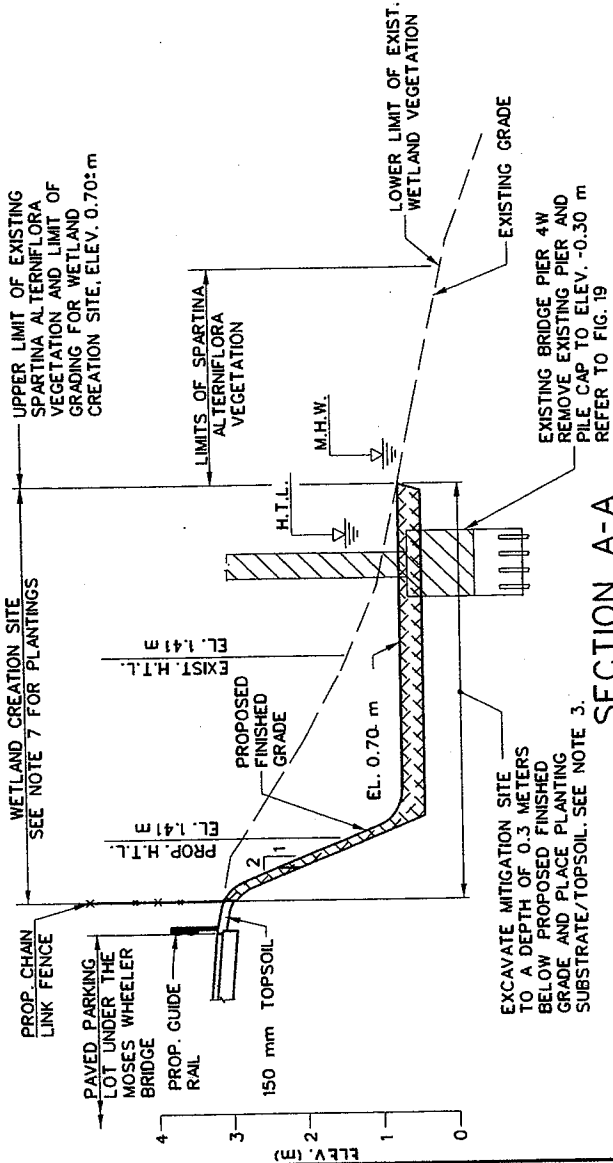 UPPER LIMIT OF EXISTING
SPARTINA ALTERNIFLORA
VEGETATION AND LIMIT OF
GRADING FOR WETLAND
CREATION SITE, ELEV. 0.70± m
WETLAND CREATION SITE
SEE NOTE 7 FOR PLANTINGS
PROP. CHAIN
LINK FENCE
PAVED PARKING
LOT UNDER THE
MOSES WHEELER
BRIDGE
PROP. GUIDE
RAIL
150 mm TOPSOIL
LIMITS OF SPARTINA
ALTERNIFLORA
VEGETATION
LOWER LIMIT OF EXIST.
WETLAND VEGETATION
H.T.L.
M.H.W.
EL. 1.41 m
EXIST. H.T.L.
PROPOSED
FINISHED
GRADE
EL. 1.41 m
PROP. H.T.L.
2
1
EL. 0.70 m
EXISTING GRADE
EXISTING BRIDGE PIER 4W
REMOVE EXISTING PIER AND
PILE CAP TO ELEV. -0.30 m
REFER TO FIG. 19
EXCAVATE MITIGATION SITE
TO A DEPTH OF 0.3 METERS
BELOW PROPOSED FINISHED
GRADE AND PLACE PLANTING
SUBSTRATE/TOPSOIL. SEE NOTE 3.
4
3
2
1
0
ELEV. (m)
SECTION A-A